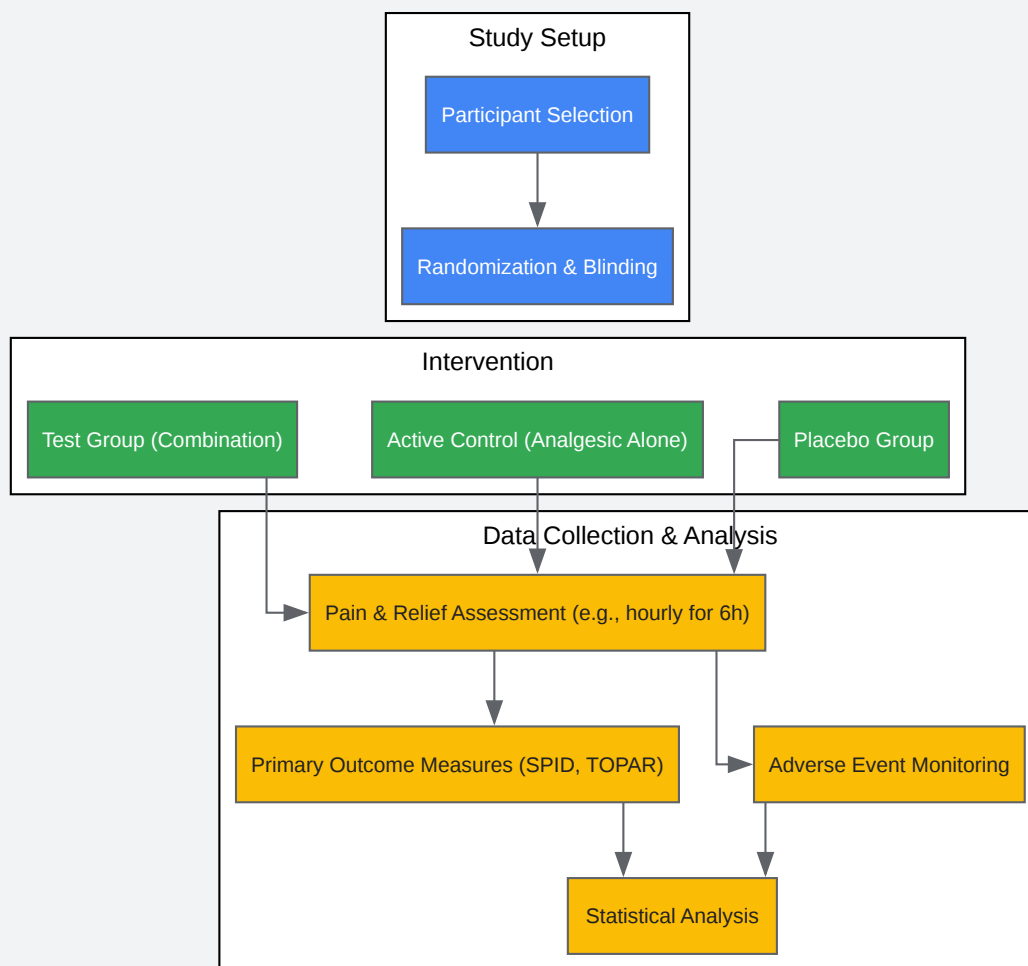 Study Setup
Participant Selection
Randomization & Blinding
Intervention
Test Group (Combination)
Active Control (Analgesic Alone)
Placebo Group
Data Collection & Analysis
Pain & Relief Assessment (e.g., hourly for 6h)
Primary Outcome Measures (SPID, TOPAR)
Adverse Event Monitoring
Statistical Analysis